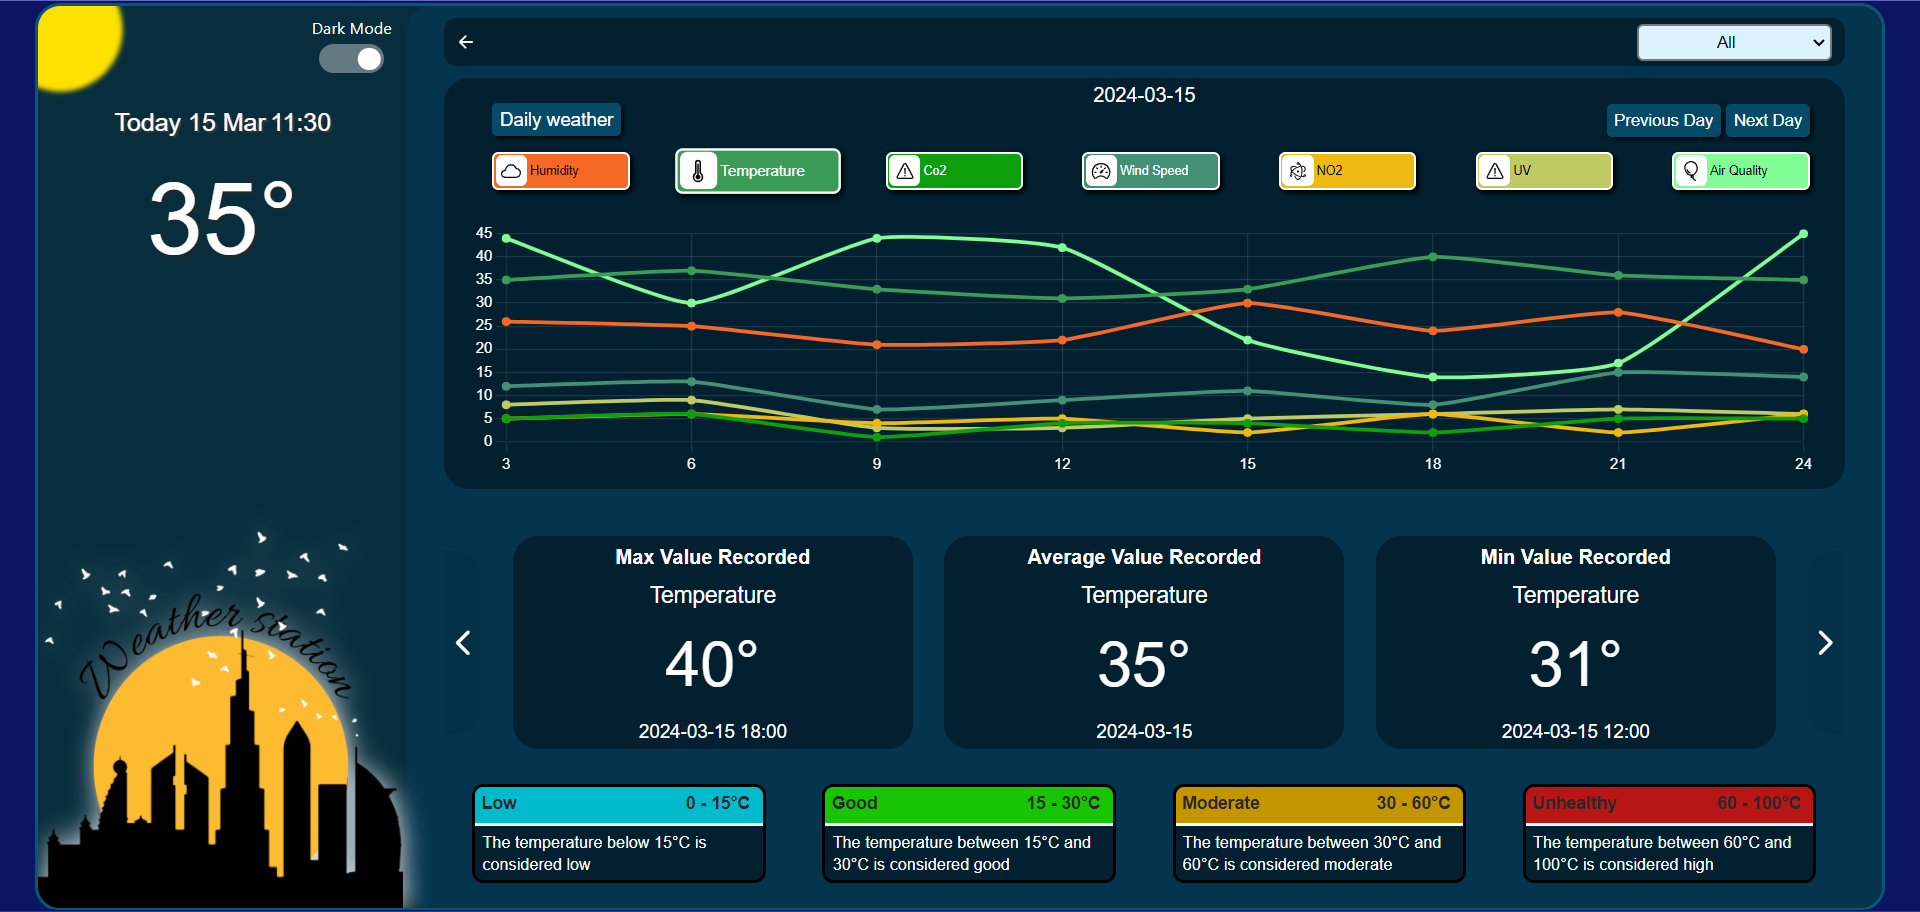 Dark Mode
Today 15 Mar 11:30
35°
Weather station
All
2024-03-15
Daily weather
Previous Day
Next Day
Humidity
Temperature
Co2
Wind Speed
NO2
UV
Air Quality
45
40
35
30
25
20
15
10
5
0
3 6 9 12 15 18 21 24
Max Value Recorded
Temperature
40°
2024-03-15 18:00
Average Value Recorded
Temperature
35°
2024-03-15
Min Value Recorded
Temperature
31°
2024-03-15 12:00
Low 0 - 15°C
The temperature below 15°C is
considered low
Good 15 - 30°C
The temperature between 15°C and
30°C is considered good
Moderate 30 - 60°C
The temperature between 30°C and
60°C is considered moderate
Unhealthy 60 - 100°C
The temperature between 60°C and
100°C is considered high